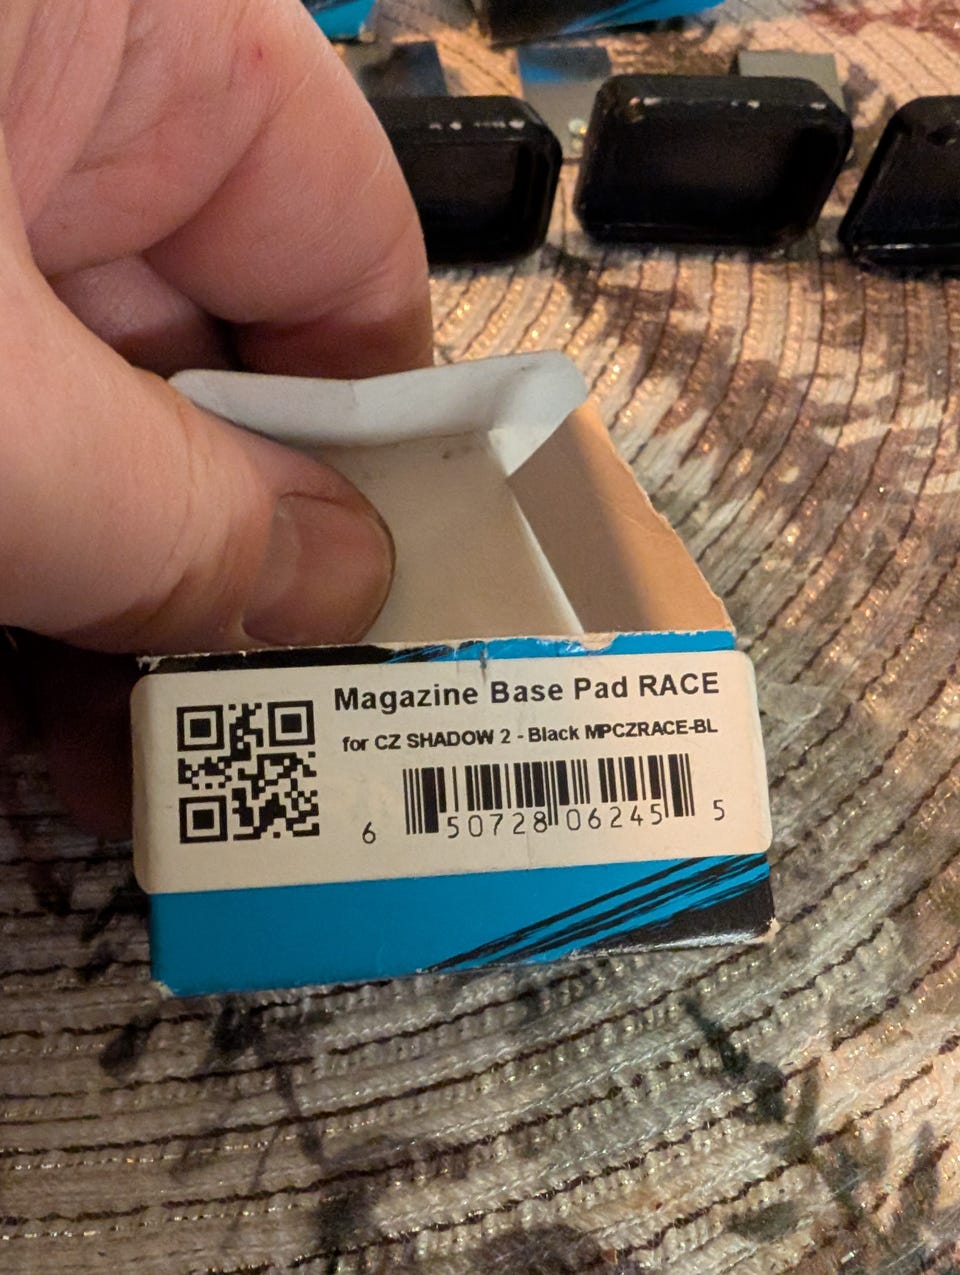 Magazine Base Pad RACE
for CZ SHADOW 2 - Black MPCZRACE-BL
6 50728 06245 5